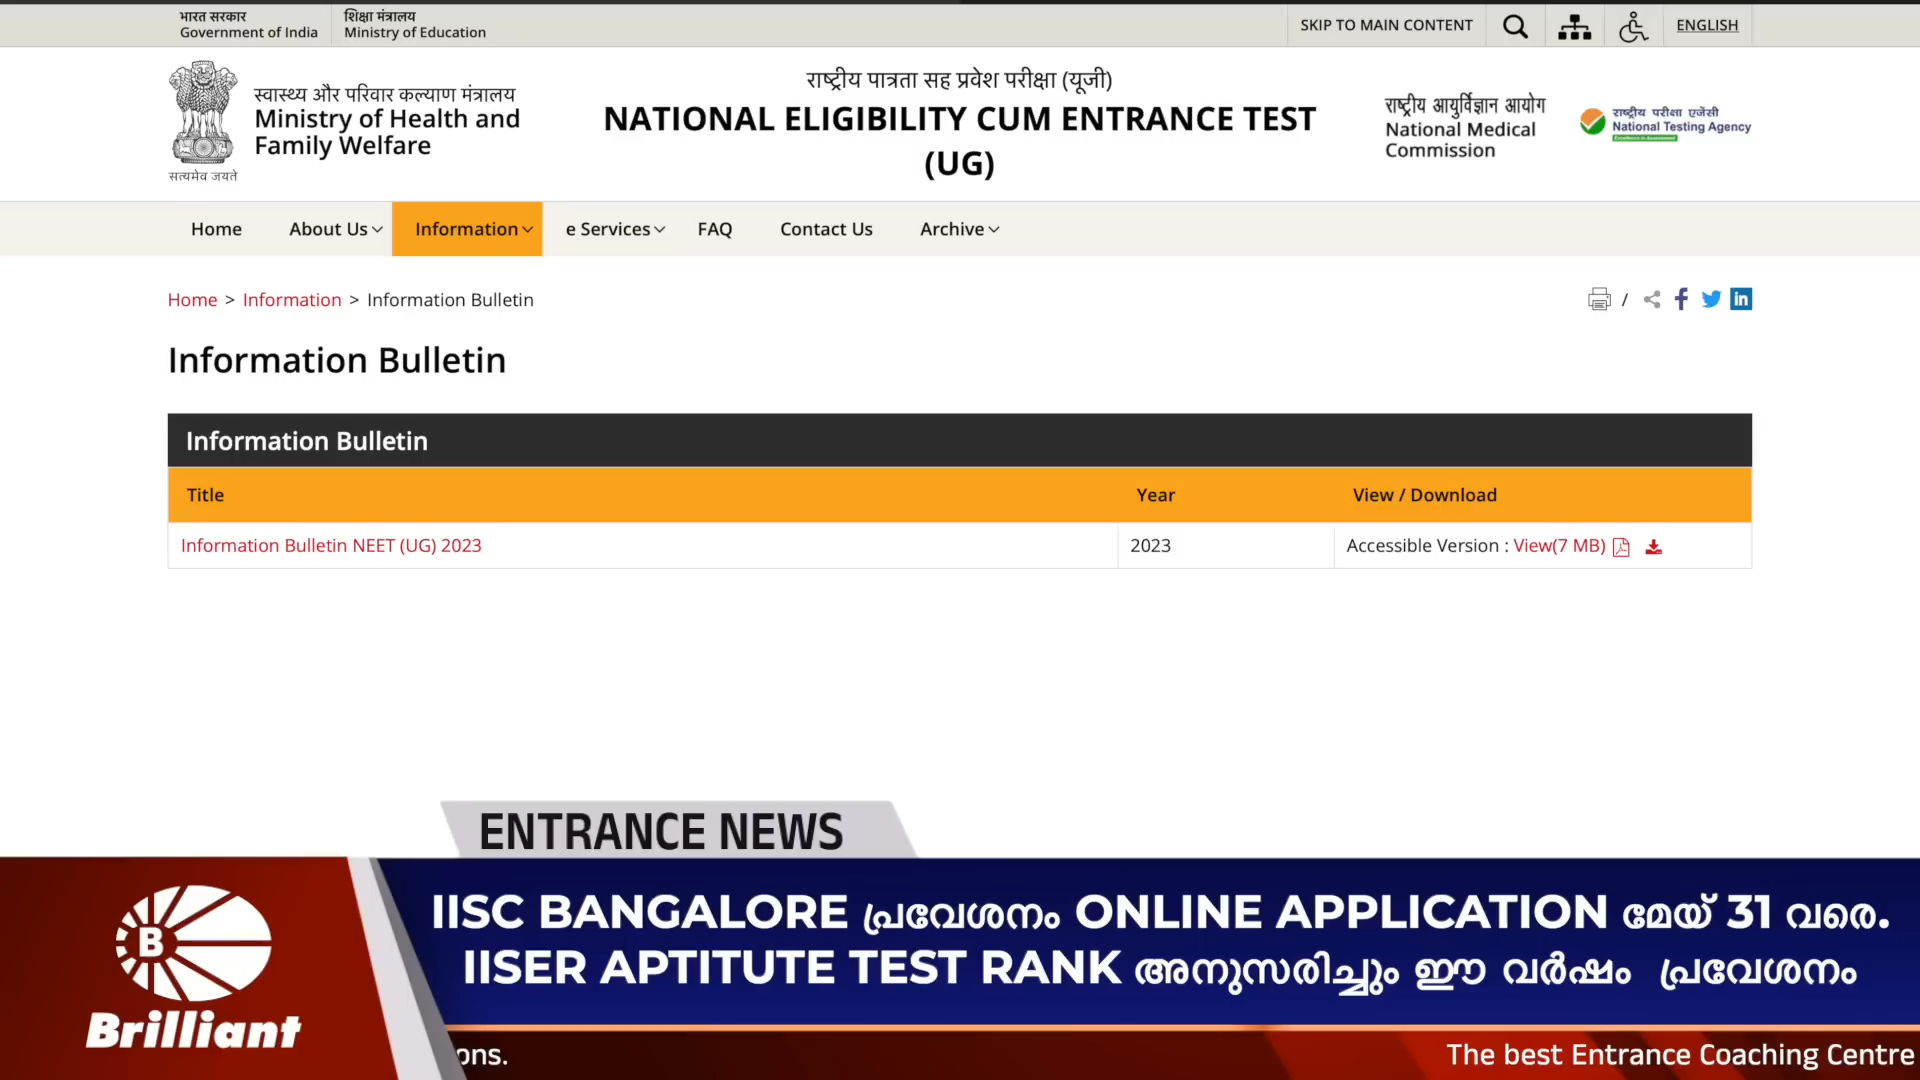 भारत सरकार
Government of India
शिक्षा मंत्रालय
Ministry of Education
SKIP TO MAIN CONTENT
ENGLISH
सत्यमेव जयते
स्वास्थ्य और परिवार कल्याण मंत्रालय
Ministry of Health and
Family Welfare
राष्ट्रीय पात्रता सह प्रवेश परीक्षा (यूजी)
NATIONAL ELIGIBILITY CUM ENTRANCE TEST
(UG)
राष्ट्रीय आयुर्विज्ञान आयोग
National Medical
Commission
राष्ट्रीय परीक्षा एजेंसी
National Testing Agency
Excellence in Assessment
Home About Us Information e Services FAQ Contact Us Archive
Home > Information > Information Bulletin
/
Information Bulletin
Information Bulletin
Title Year View / Download
Information Bulletin NEET (UG) 2023 2023 Accessible Version : View(7 MB)
ENTRANCE NEWS
IISC BANGALORE പ്രവേശനം ONLINE APPLICATION മേയ് 31 വരെ.
IISER APTITUTE TEST RANK അനുസരിച്ചും ഈ വർഷം പ്രവേശനം
B
Brilliant
ons.
The best Entrance Coaching Centre